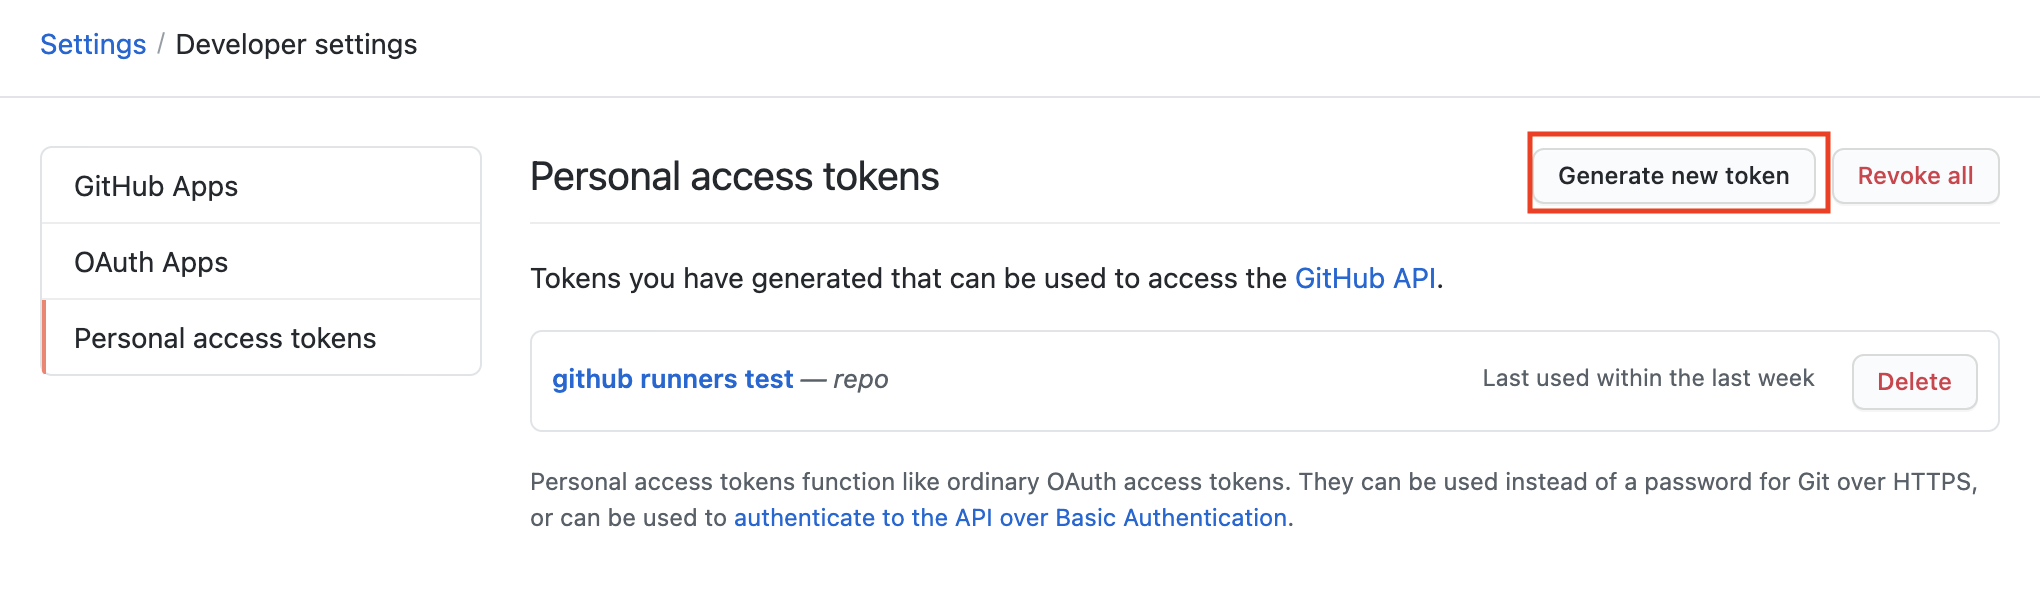 Settings / Developer settings
GitHub Apps
OAuth Apps
Personal access tokens
Personal access tokens
Generate new token
Revoke all
Tokens you have generated that can be used to access the GitHub API.
github runners test — repo
Last used within the last week
Delete
Personal access tokens function like ordinary OAuth access tokens. They can be used instead of a password for Git over HTTPS,
or can be used to authenticate to the API over Basic Authentication.